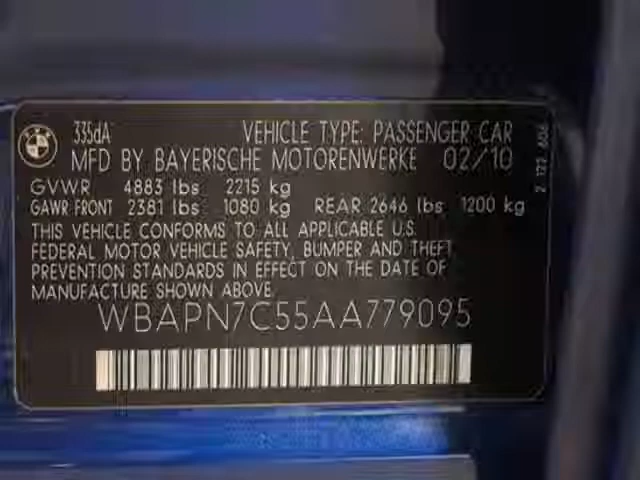 335dA VEHICLE TYPE: PASSENGER CAR
MFD BY BAYERISCHE MOTORENWERKE 02/10
GVWR 4883 lbs 2215 kg
GAWR FRONT 2381 lbs 1080 kg REAR 2646 lbs 1200 kg
THIS VEHICLE CONFORMS TO ALL APPLICABLE U.S.
FEDERAL MOTOR VEHICLE SAFETY, BUMPER AND THEFT
PREVENTION STANDARDS IN EFFECT ON THE DATE OF
MANUFACTURE SHOWN ABOVE.
WBAPN7C55AA779095